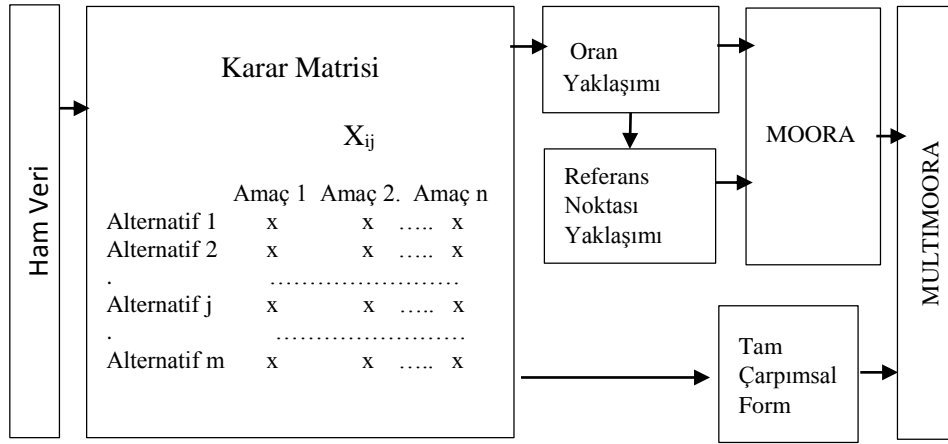 Ham Veri
Karar Matrisi
Xij
Amaç 1 Amaç 2. Amaç n
Alternatif 1 x x ….. x
Alternatif 2 x x ….. x
. ……………………
Alternatif j x x ….. x
. ……………………
Alternatif m x x ….. x
Oran
Yaklaşımı
Referans
Noktası
Yaklaşımı
MOORA
Tam
Çarpımsal
Form
MULTIMOORA